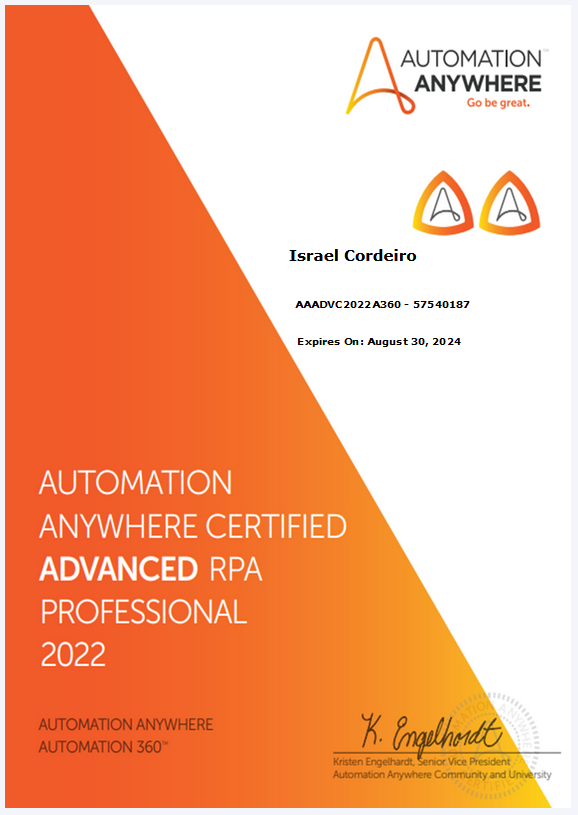 AUTOMATION
ANYWHERE
Go be great.
Israel Cordeiro
AAADVC2022A360 - 57540187
Expires On: August 30, 2024
AUTOMATION
ANYWHERE CERTIFIED
ADVANCED RPA
PROFESSIONAL
2022
AUTOMATION ANYWHERE
AUTOMATION 360™
K. Engelhardt
Kristen Engelhardt, Senior Vice President
Automation Anywhere Community and University